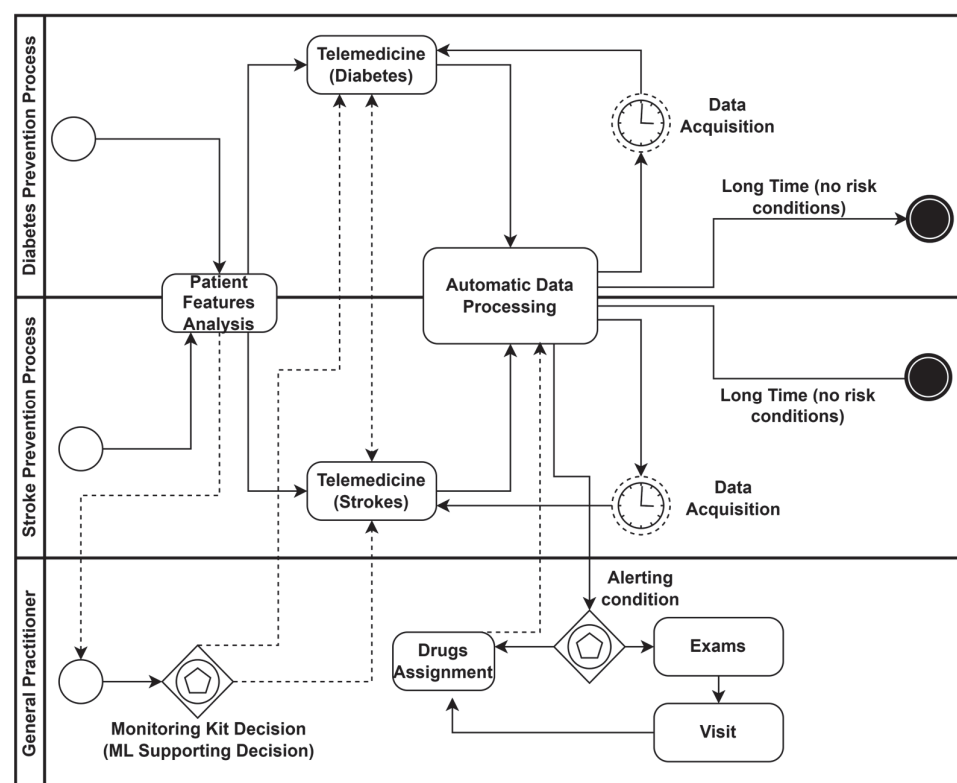 Diabetes Prevention Process
Telemedicine
(Diabetes)
Data
Acquisition
Long Time (no risk
conditions)
Patient
Features
Analysis
Automatic Data
Processing
Stroke Prevention Process
Long Time (no risk
conditions)
Telemedicine
(Strokes)
Data
Acquisition
General Practitioner
Alerting
condition
Drugs
Assignment
Exams
Visit
Monitoring Kit Decision
(ML Supporting Decision)